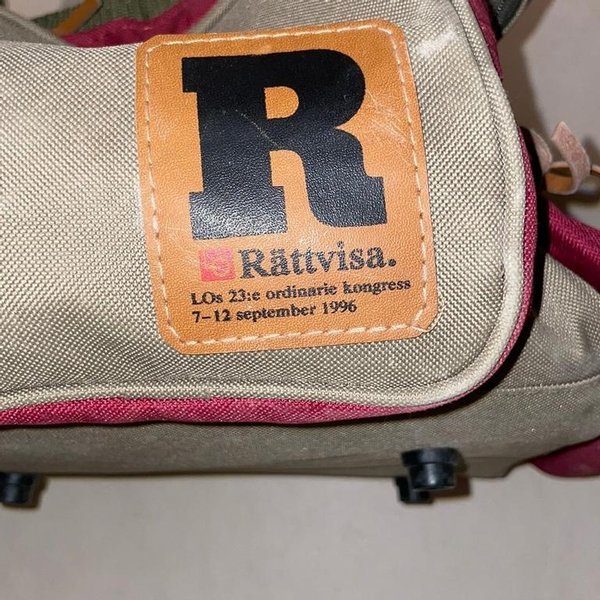 R
Rättvisa.
LOs 23:e ordinarie kongress
7–12 september 1996